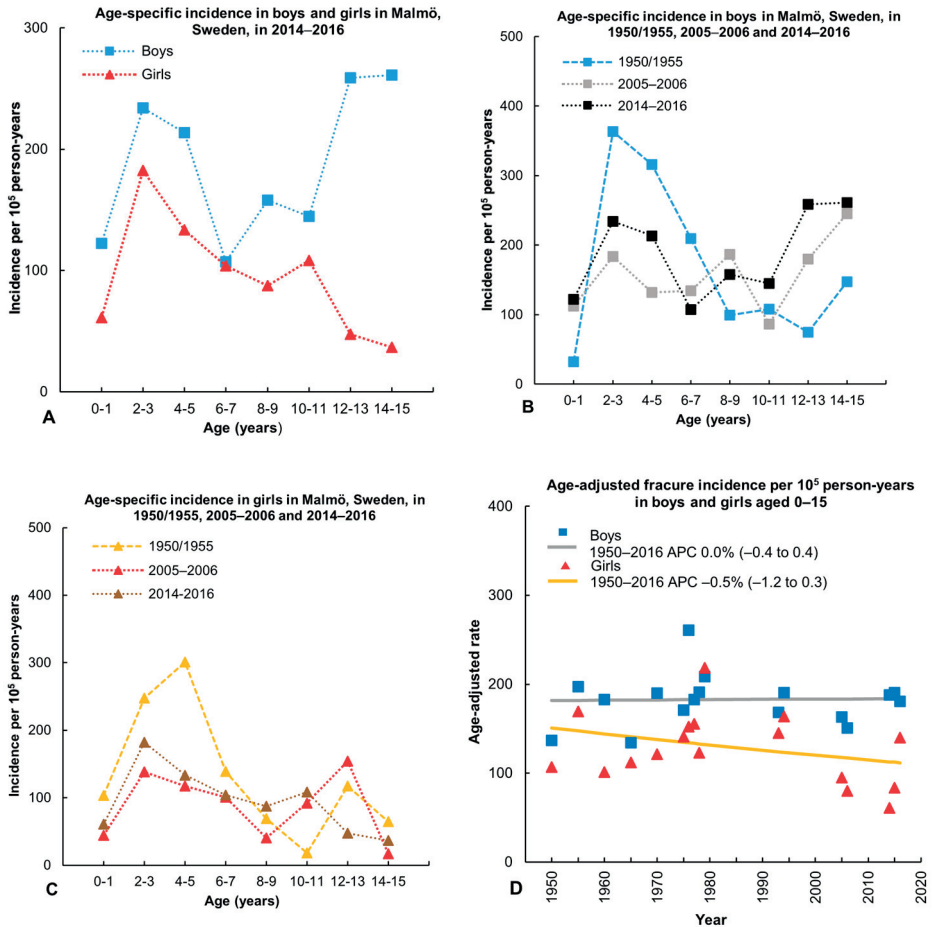 Age-specific incidence in boys and girls in Malmö,
Sweden, in 2014–2016
300
200
100
0
Incidence per 10⁵ person-years
Boys
Girls
0-1 2-3 4-5 6-7 8-9 10-11 12-13 14-15
Age (years)
A
Age-specific incidence in boys in Malmö, Sweden, in
1950/1955, 2005–2006 and 2014–2016
500
400
300
200
100
0
Incidence per 10⁵ person-years
1950/1955
2005–2006
2014–2016
0-1 2-3 4-5 6-7 8-9 10-11 12-13 14-15
Age (years)
B
Age-specific incidence in girls in Malmö, Sweden, in
1950/1955, 2005–2006 and 2014–2016
500
400
300
200
100
0
Incidence per 10⁵ person-years
1950/1955
2005–2006
2014-2016
0-1 2-3 4-5 6-7 8-9 10-11 12-13 14-15
Age (years)
C
Age-adjusted fracure incidence per 10⁵ person-years
in boys and girls aged 0–15
400
300
200
100
0
Age-adjusted rate
Boys
1950–2016 APC 0.0% (–0.4 to 0.4)
Girls
1950–2016 APC –0.5% (–1.2 to 0.3)
1950 1960 1970 1980 1990 2000 2010 2020
Year
D